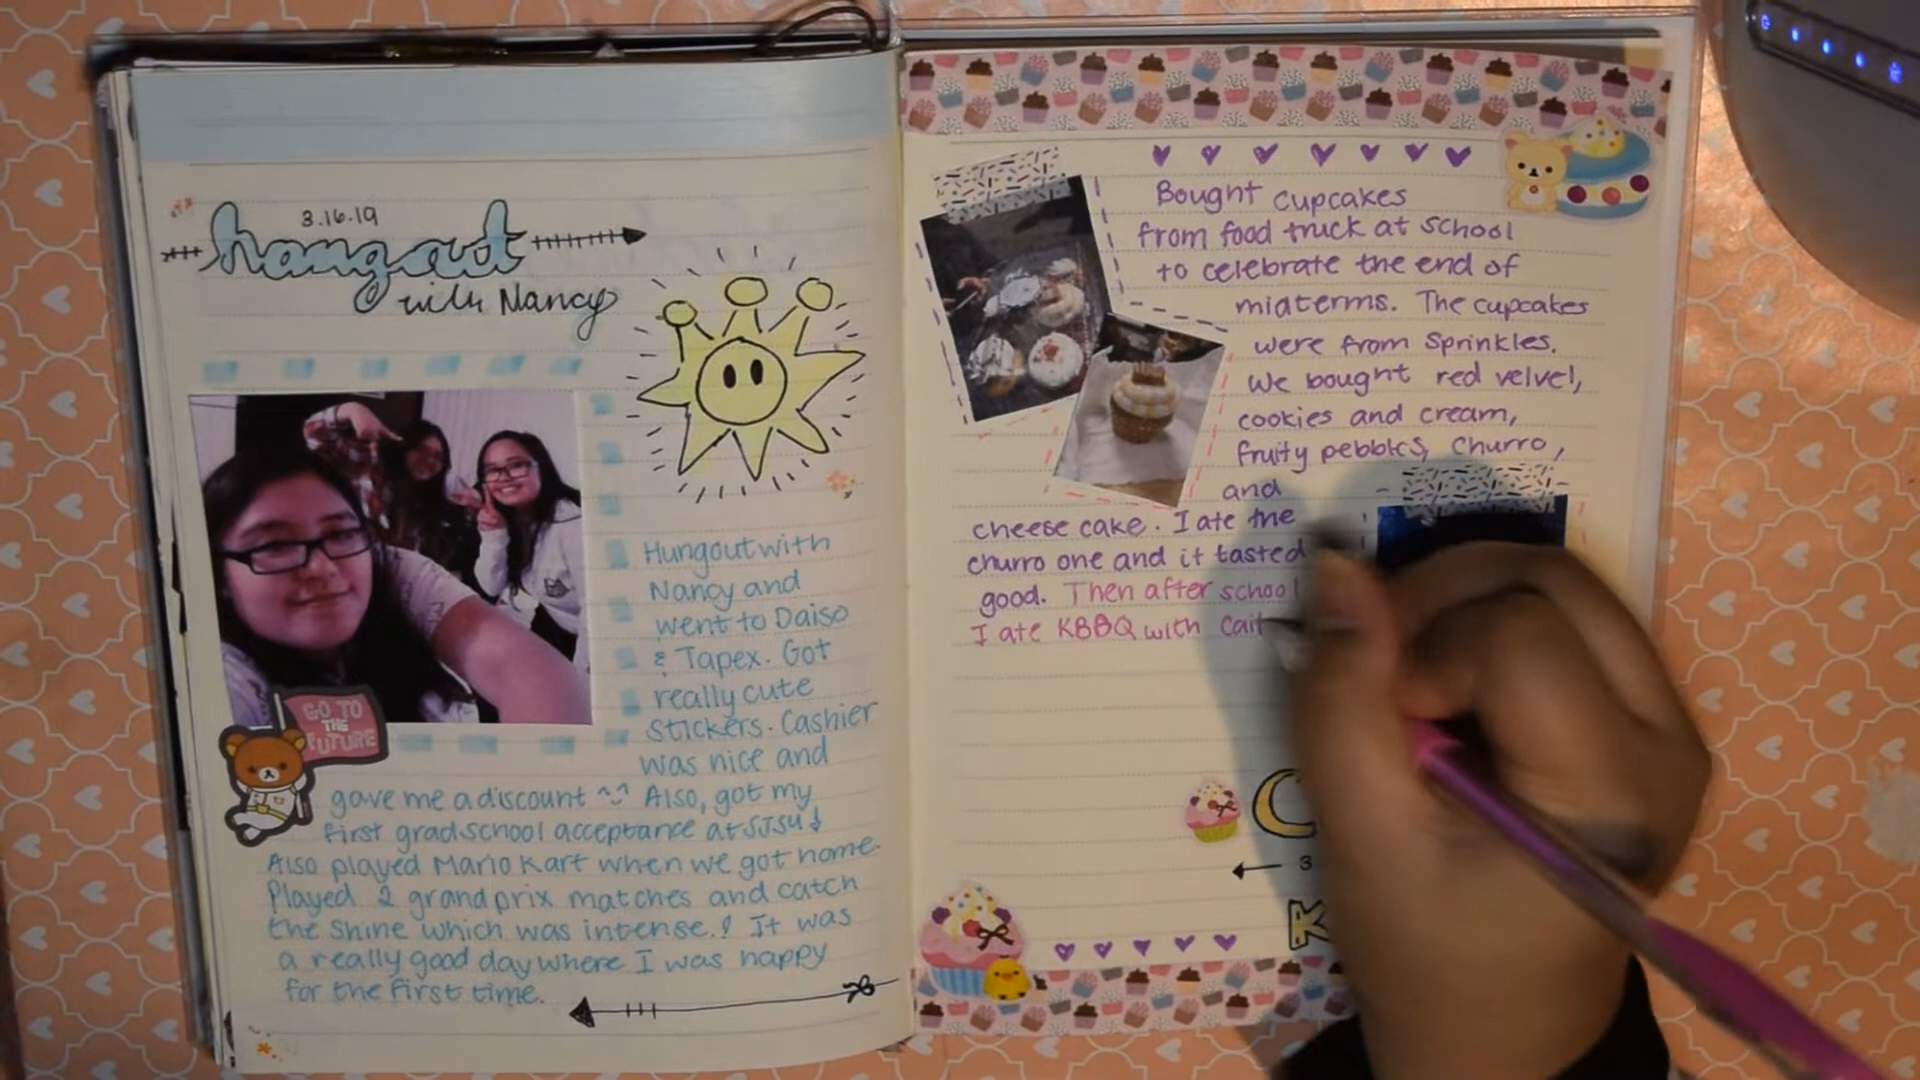 3.16.19
hangout
with Nancy
GO TO
THE
FUTURE
Hungout with
Nancy and
went to Daiso
& Tapex. Got
really cute
stickers. Cashier
was nice and
gave me a discount ^‿^ Also, got my
first grad school acceptance at SJSU!
Also played Mario Kart when we got home.
Played 2 grand prix matches and catch
the shine which was intense.! It was
a really good day where I was happy
for the first time.
Bought cupcakes
from food truck at school
to celebrate the end of
midterms. The cupcakes
were from Sprinkles.
We bought red velvet,
cookies and cream,
fruity pebbles, churro,
and
cheese cake. I ate the
churro one and it tasted
good. Then after school
I ate KBBQ with Cait
C
3
K